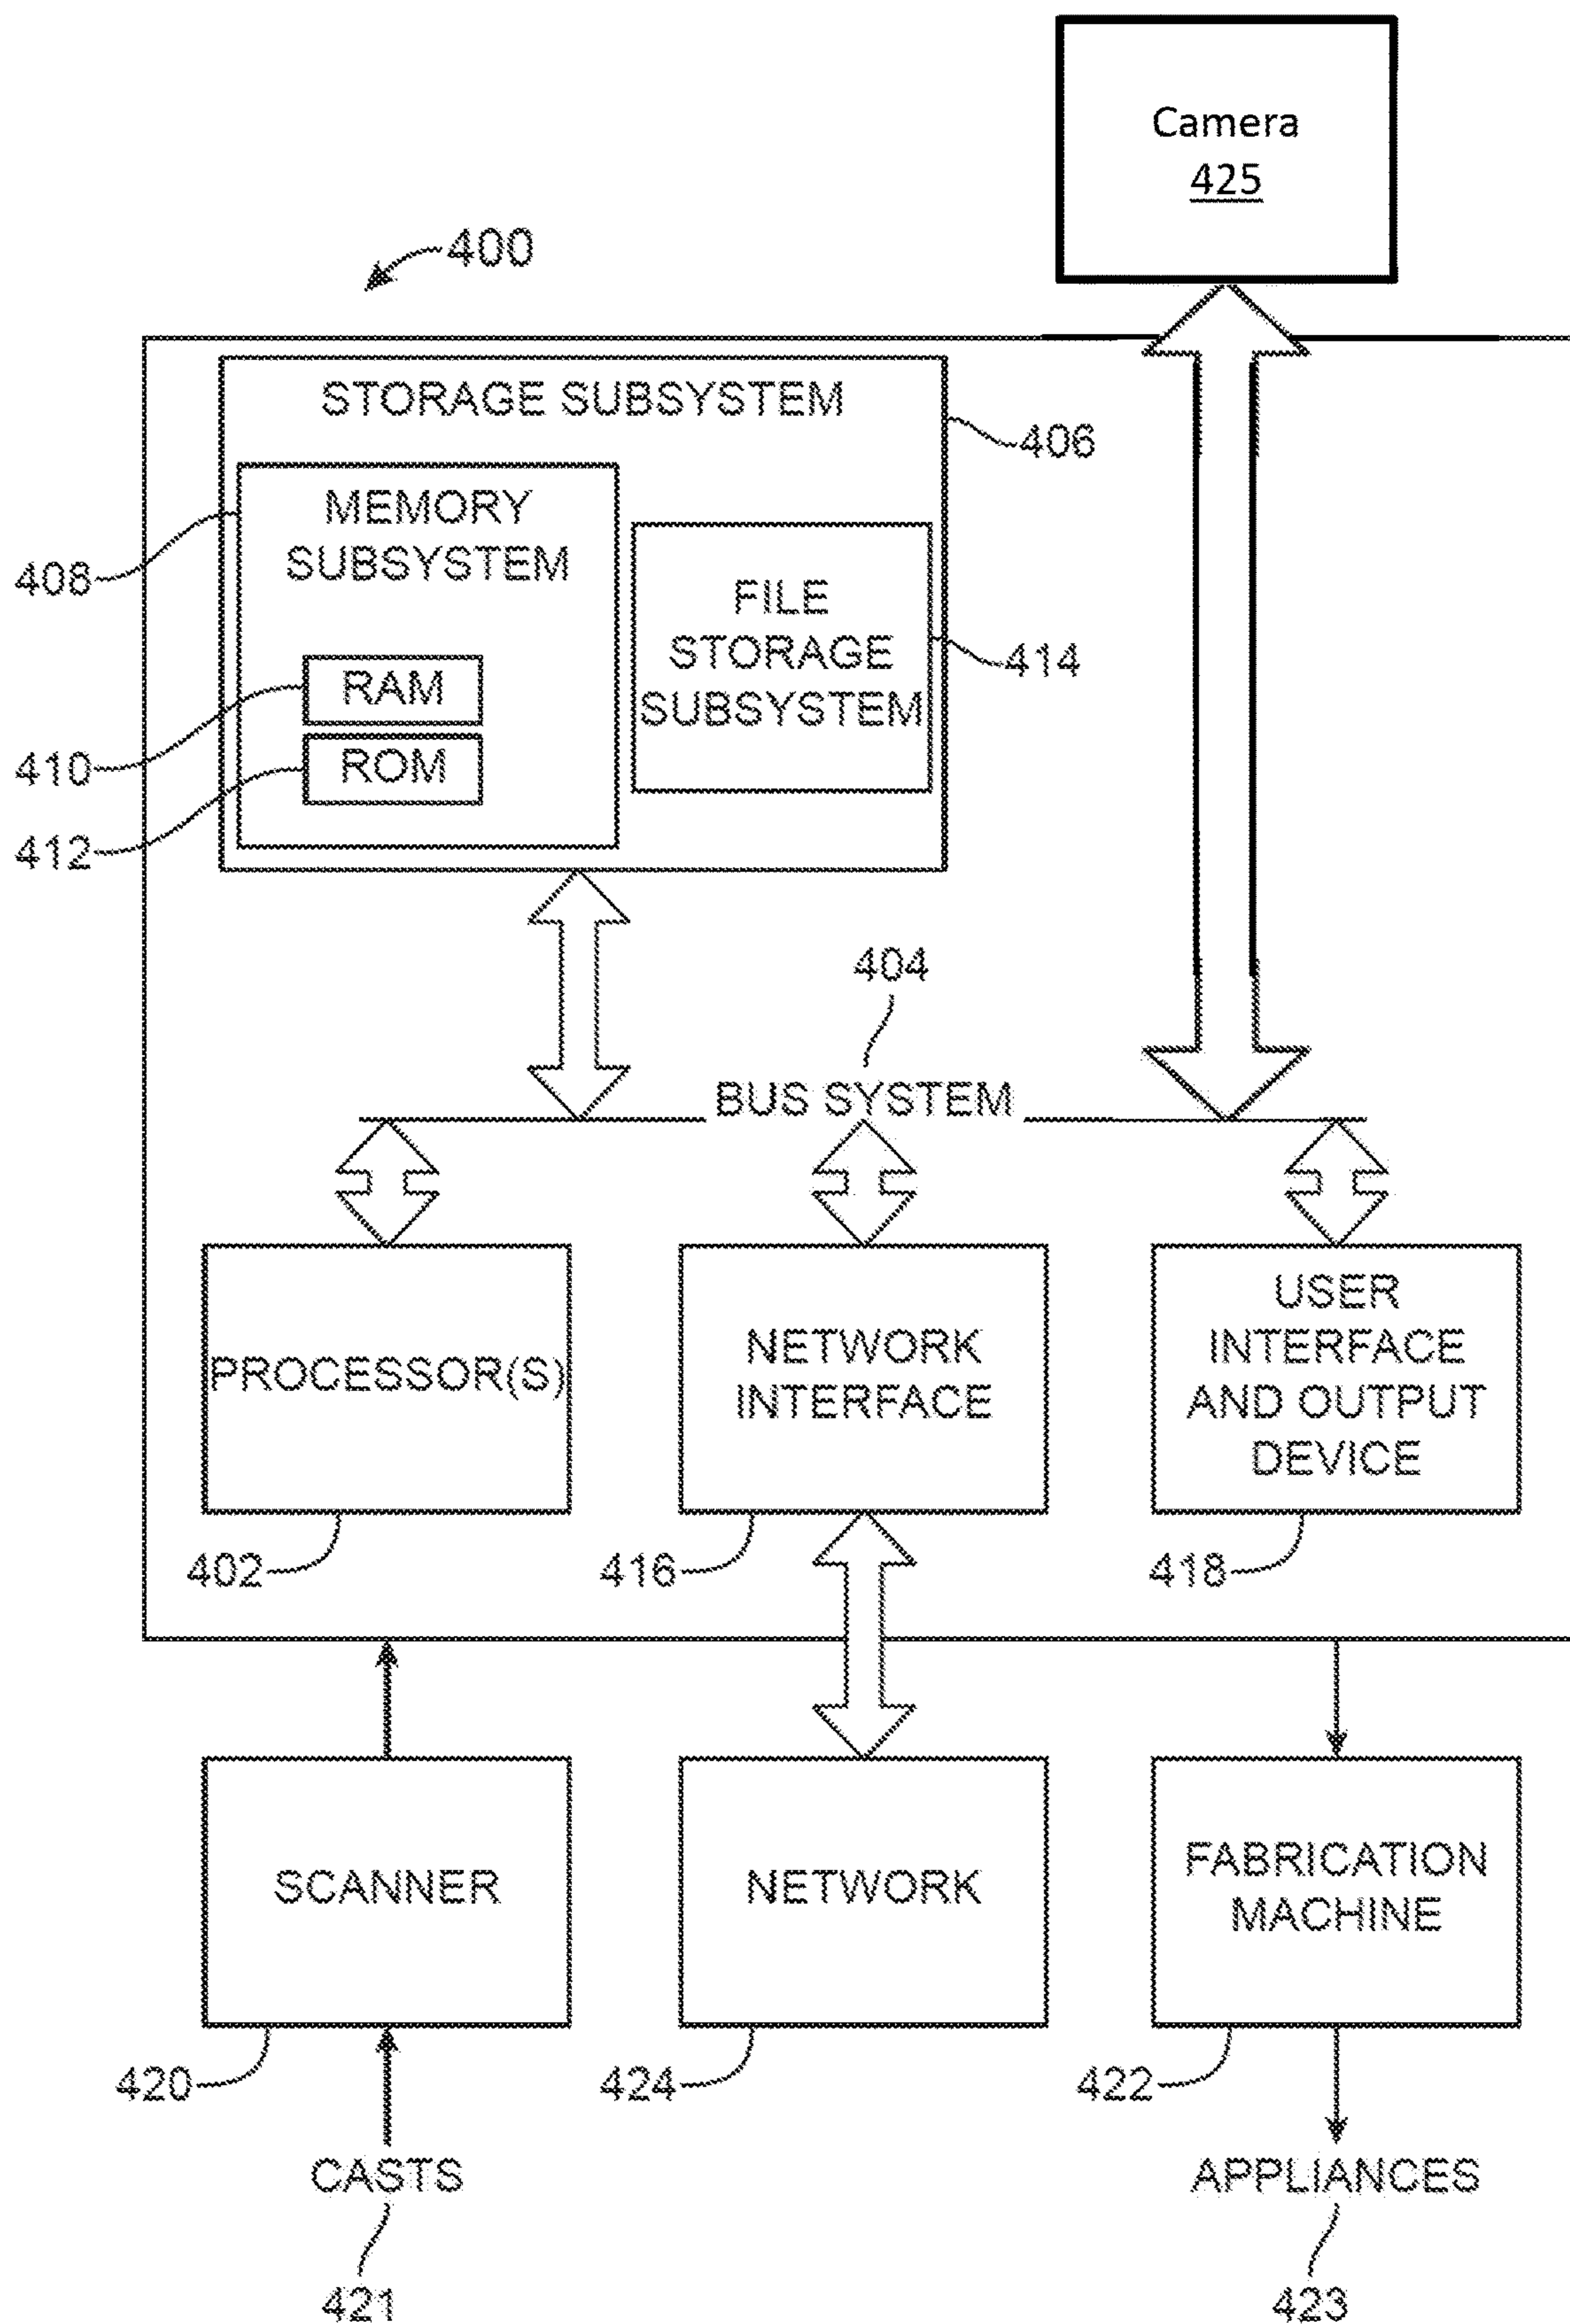 Camera
425
400
STORAGE SUBSYSTEM
406
MEMORY
SUBSYSTEM
408
FILE
STORAGE
SUBSYSTEM
414
RAM
410
ROM
412
404
BUS SYSTEM
PROCESSOR(S)
NETWORK
INTERFACE
USER
INTERFACE
AND OUTPUT
DEVICE
402
416
418
SCANNER
NETWORK
FABRICATION
MACHINE
420
424
422
CASTS
APPLIANCES
421
423